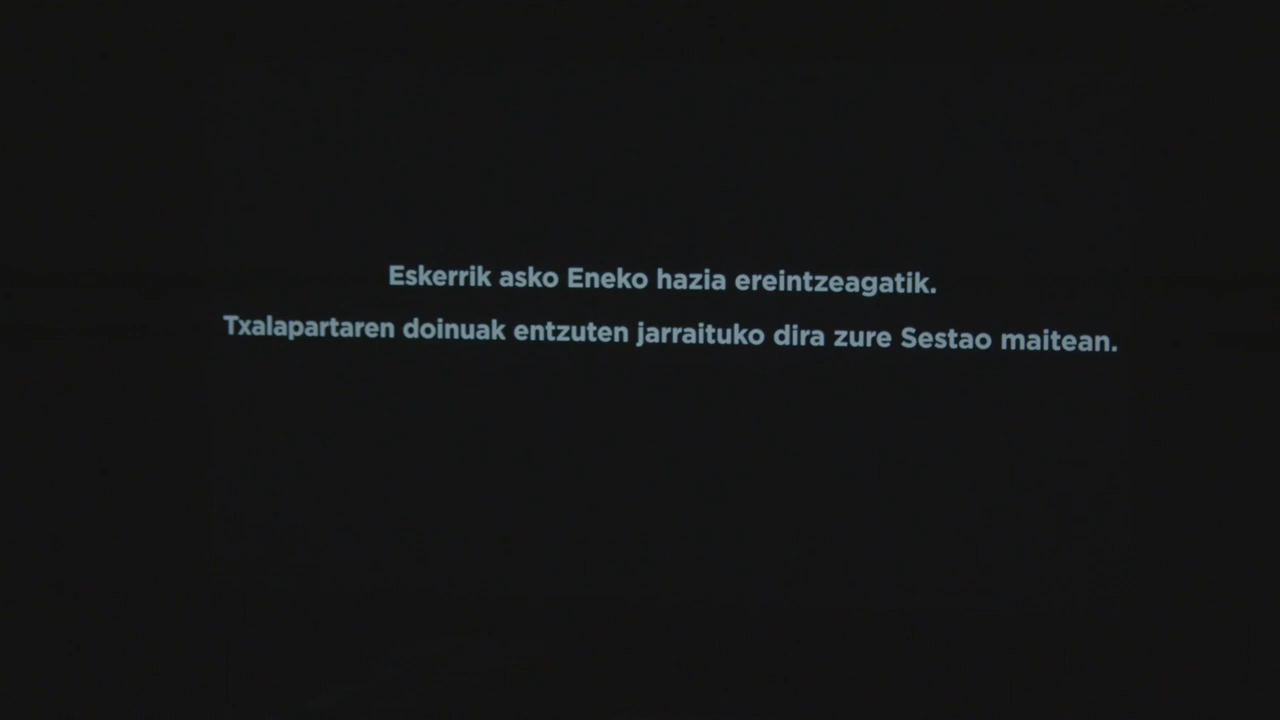 Eskerrik asko Eneko hazia ereintzeagatik.
Txalapartaren doinuak entzuten jarraituko dira zure Sestao maitean.